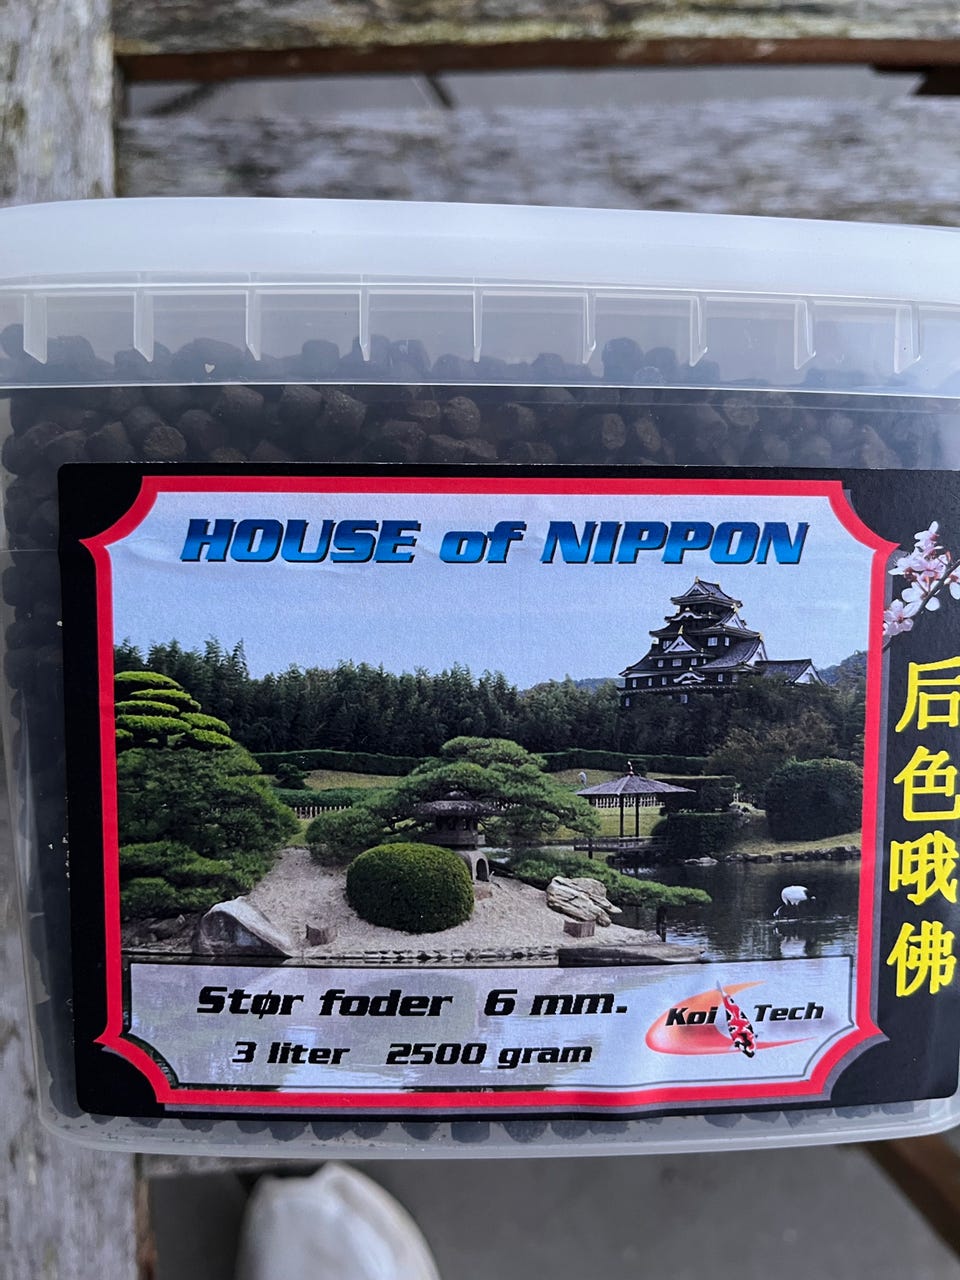 HOUSE of NIPPON
Stør foder 6 mm.
3 liter 2500 gram
Koi Tech
后色哦佛